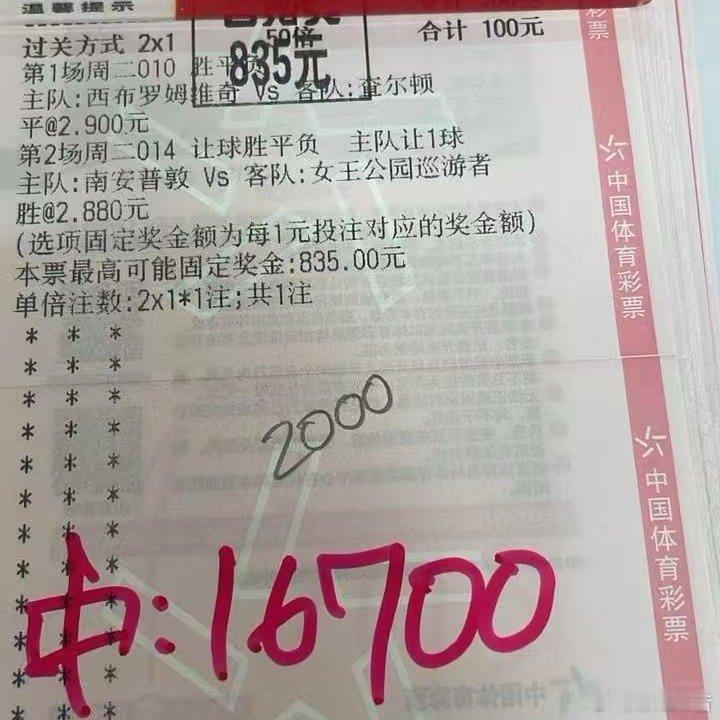 温馨提示
过关方式 2x1
50倍
合计 100元
835元
第1场周二010 胜平负
主队:西布罗姆维奇 Vs 客队:查尔顿
平@2.900元
第2场周二014 让球胜平负 主队让1球
主队:南安普敦 Vs 客队:女王公园巡游者
胜@2.880元
(选项固定奖金额为每1元投注对应的奖金额)
本票最高可能固定奖金:835.00元
单倍注数:2x1*1注;共1注
2000
中:16700
彩票
中国体育彩票
中国体育彩票